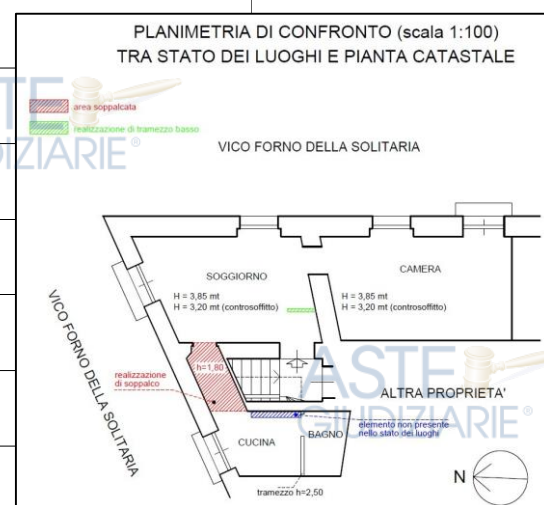 PLANIMETRIA DI CONFRONTO (scala 1:100)
TRA STATO DEI LUOGHI E PIANTA CATASTALE
area soppalcata
realizzazione di tramezzo basso
VICO FORNO DELLA SOLITARIA
SOGGIORNO
H = 3,85 mt
H = 3,20 mt (controsoffitto)
CAMERA
H = 3,85 mt
H = 3,20 mt (controsoffitto)
VICO FORNO DELLA SOLITARIA
h=1,80
realizzazione
di soppalco
ALTRA PROPRIETA'
elemento non presente
nello stato dei luoghi
CUCINA
BAGNO
tramezzo h=2,50
N
ASTE
GIUDIZIARIE®